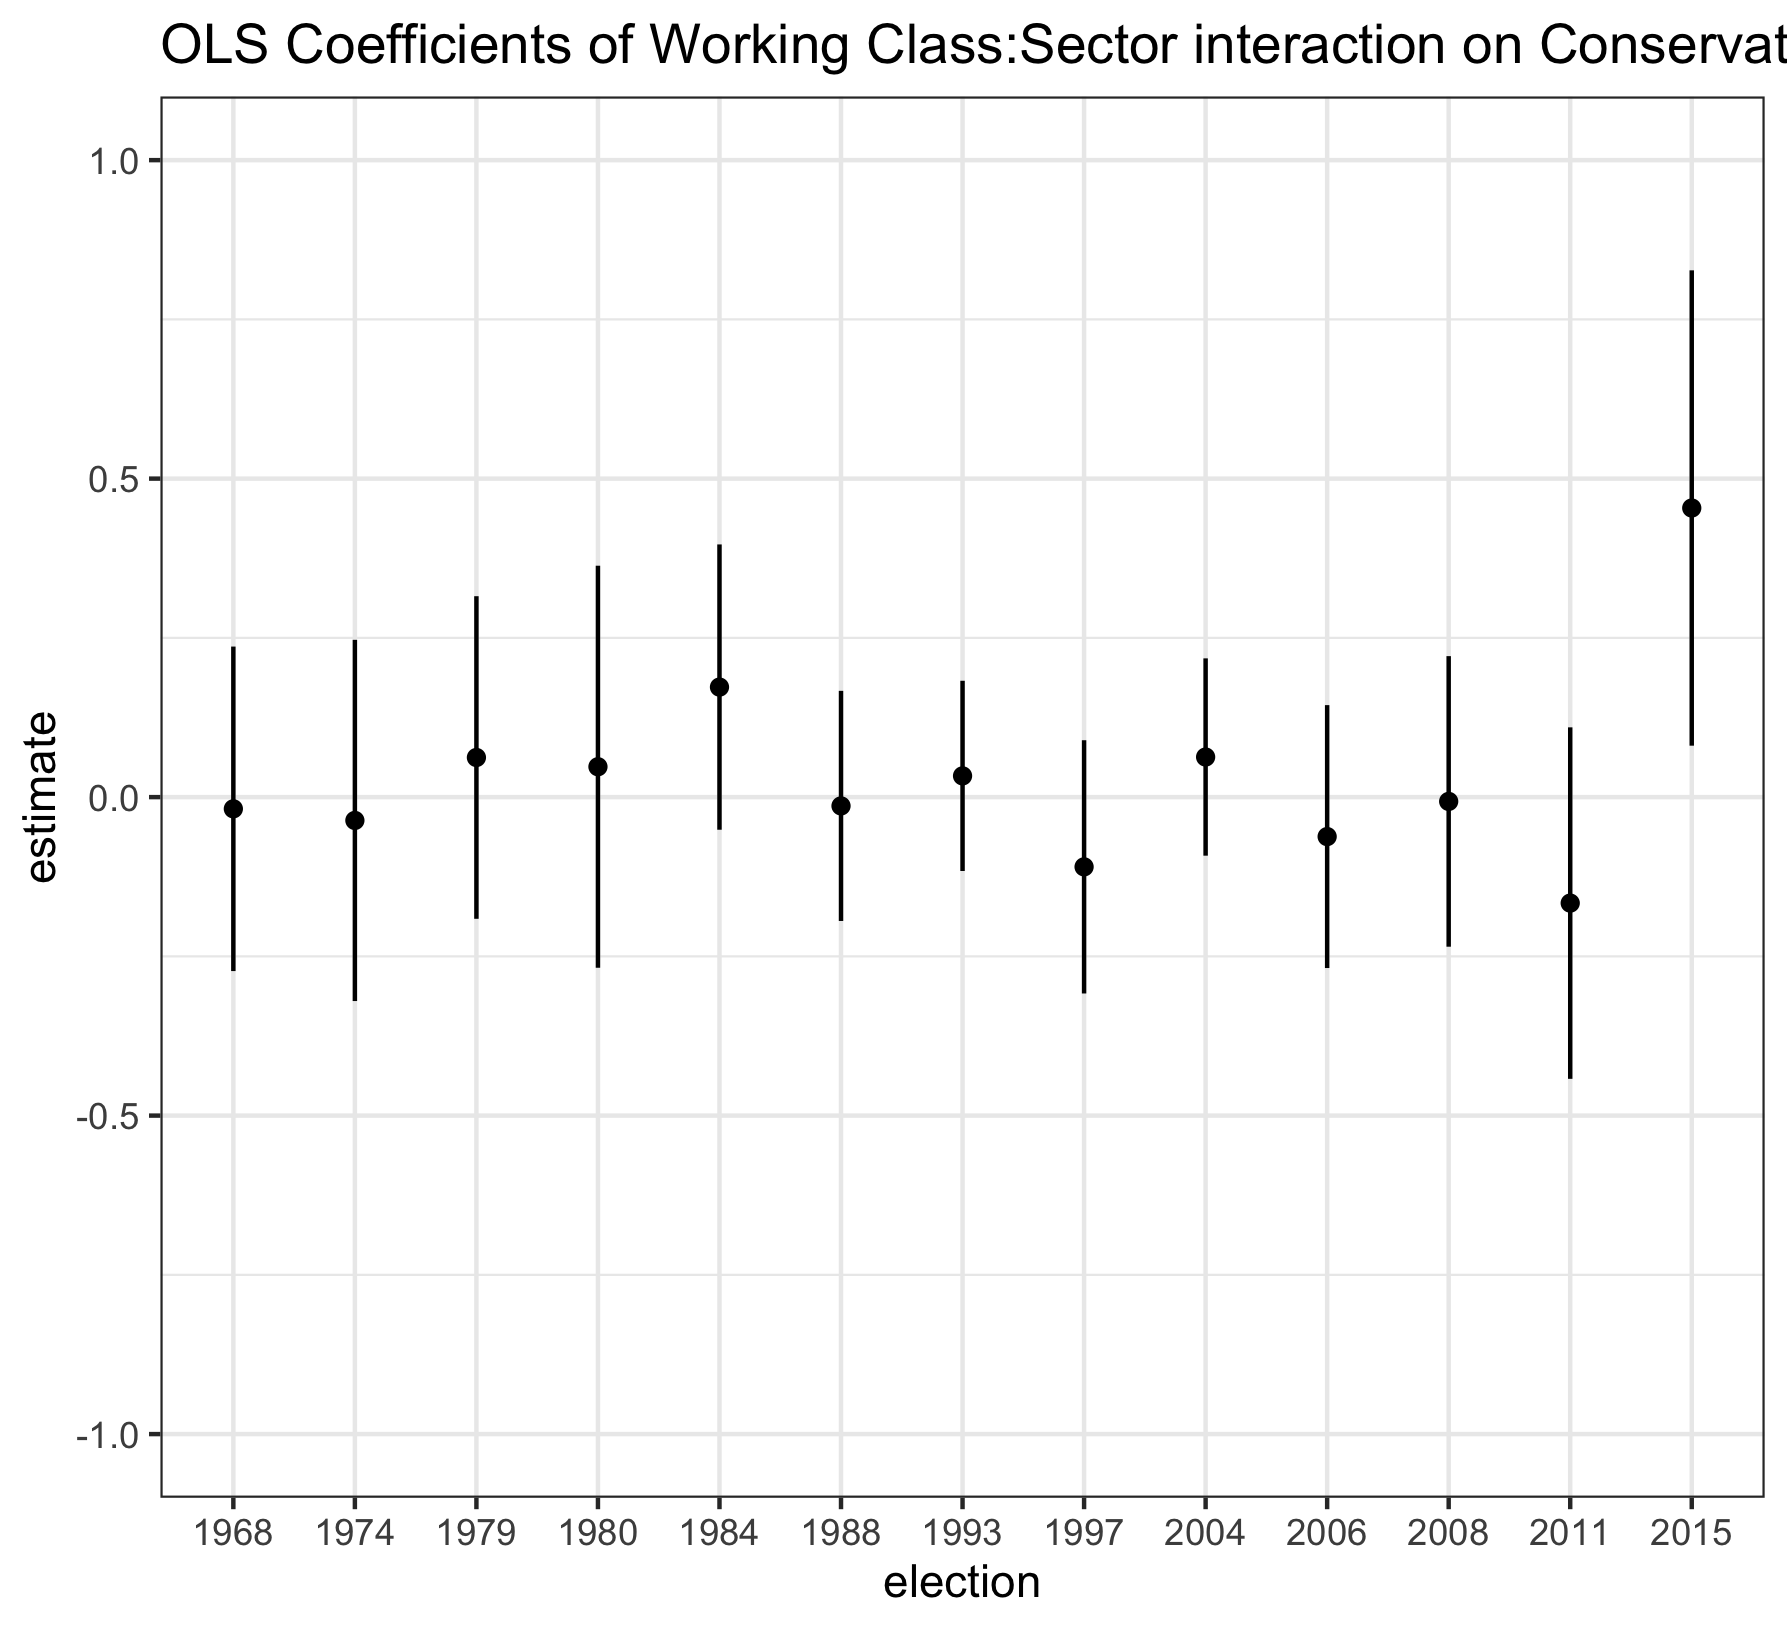 OLS Coefficients of Working Class:Sector interaction on Conservat
1.0
0.5
0.0
-0.5
-1.0
estimate
1968 1974 1979 1980 1984 1988 1993 1997 2004 2006 2008 2011 2015
election